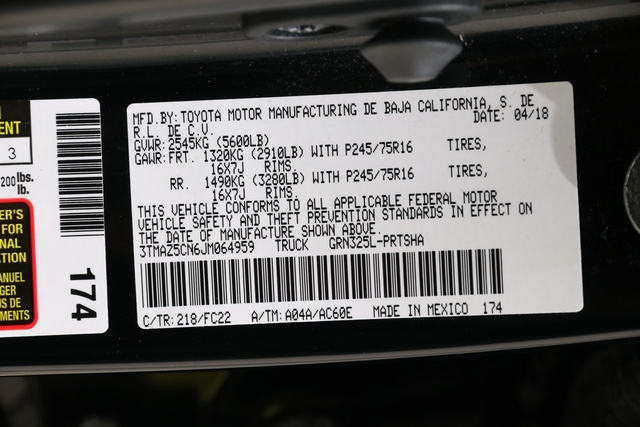 MFD.BY:TOYOTA MOTOR MANUFACTURING DE BAJA CALIFORNIA, S. DE
R.L. DE C.V. DATE: 04/18
GVWR:2545KG (5600LB)
GAWR:FRT. 1320KG (2910LB) WITH P245/75R16 TIRES,
16X7J RIMS,
RR. 1490KG (3280LB) WITH P245/75R16 TIRES,
16X7J RIMS,
THIS VEHICLE CONFORMS TO ALL APPLICABLE FEDERAL MOTOR
VEHICLE SAFETY AND THEFT PREVENTION STANDARDS IN EFFECT ON
THE DATE OF MANUFACTURE SHOWN ABOVE.
3TMAZ5CN6JM064959 TRUCK GRN325L-PRTSHA
C/TR:218/FC22 A/TM:A04A/AC60E MADE IN MEXICO 174
3
200 lbs.
lb.
174